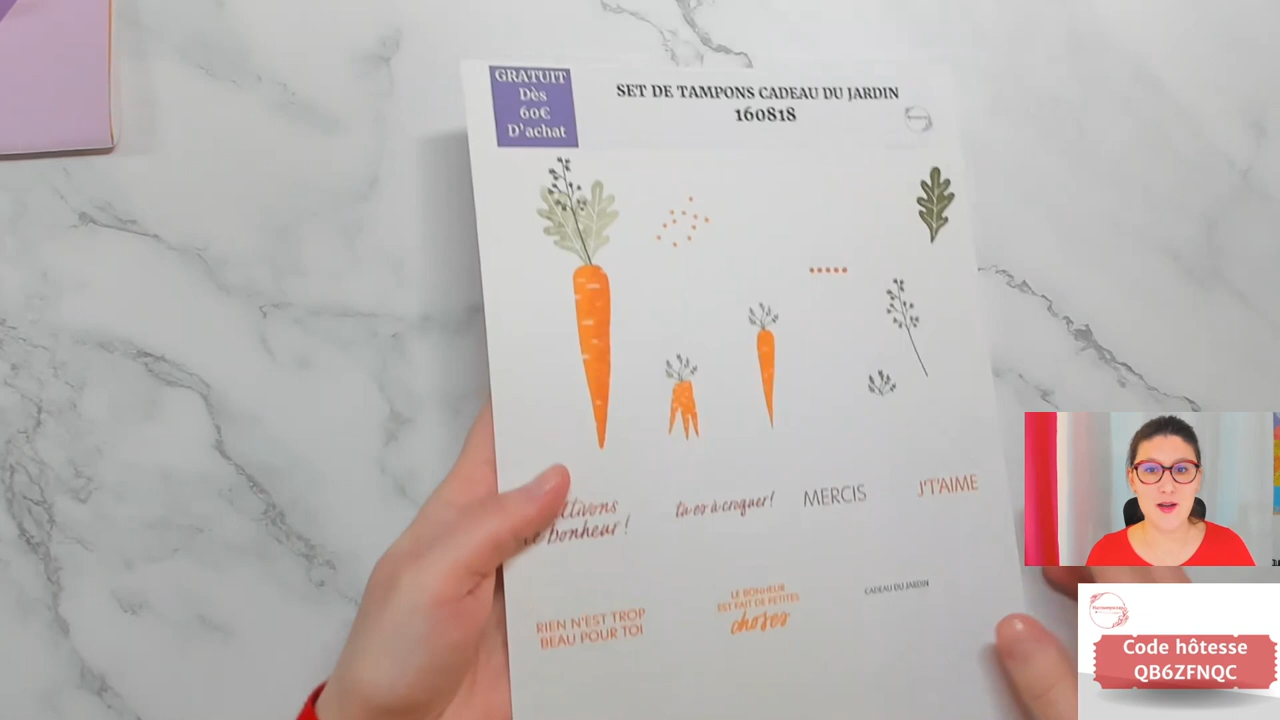 GRATUIT
Dès
60€
D'achat
SET DE TAMPONS CADEAU DU JARDIN
160818
bonheur !
tu es à croquer!
MERCIS
J'T'AIME
RIEN N'EST TROP
BEAU POUR TOI
LE BONHEUR
EST FAIT DE PETITES
choses
CADEAU DU JARDIN
Code hôtesse
QB6ZFNQC